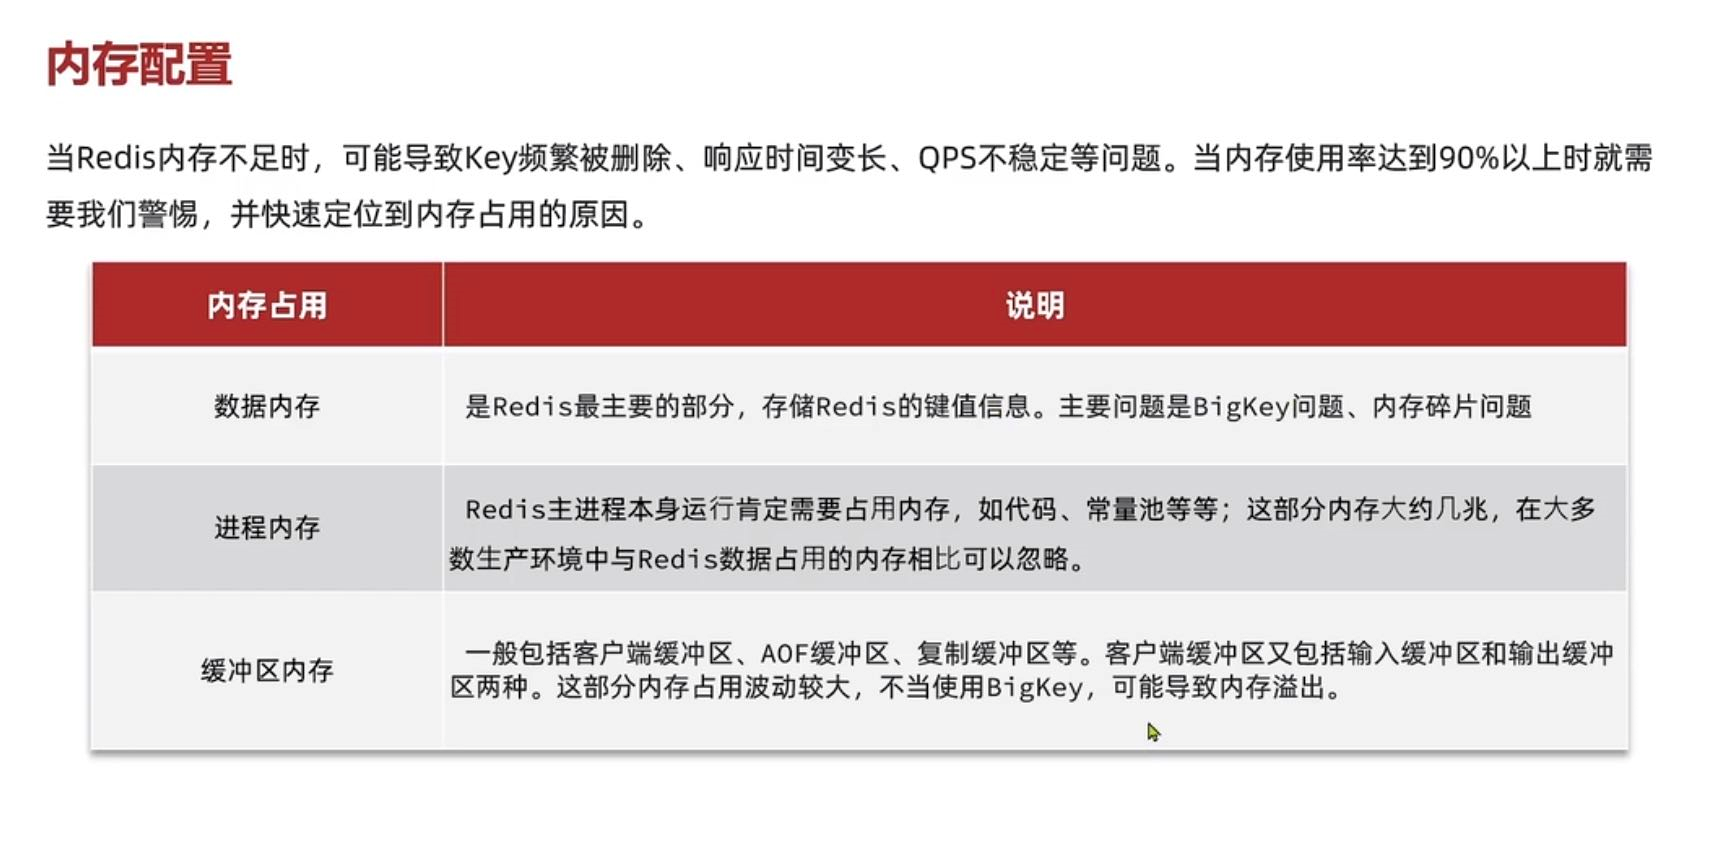 内存配置
当Redis内存不足时，可能导致Key频繁被删除、响应时间变长、QPS不稳定等问题。当内存使用率达到90%以上时就需
要我们警惕，并快速定位到内存占用的原因。
内存占用
说明
数据内存
是Redis最主要的部分，存储Redis的键值信息。主要问题是BigKey问题、内存碎片问题
进程内存
Redis主进程本身运行肯定需要占用内存，如代码、常量池等等；这部分内存大约几兆，在大多
数生产环境中与Redis数据占用的内存相比可以忽略。
缓冲区内存
一般包括客户端缓冲区、AOF缓冲区、复制缓冲区等。客户端缓冲区又包括输入缓冲区和输出缓冲
区两种。这部分内存占用波动较大，不当使用BigKey，可能导致内存溢出。